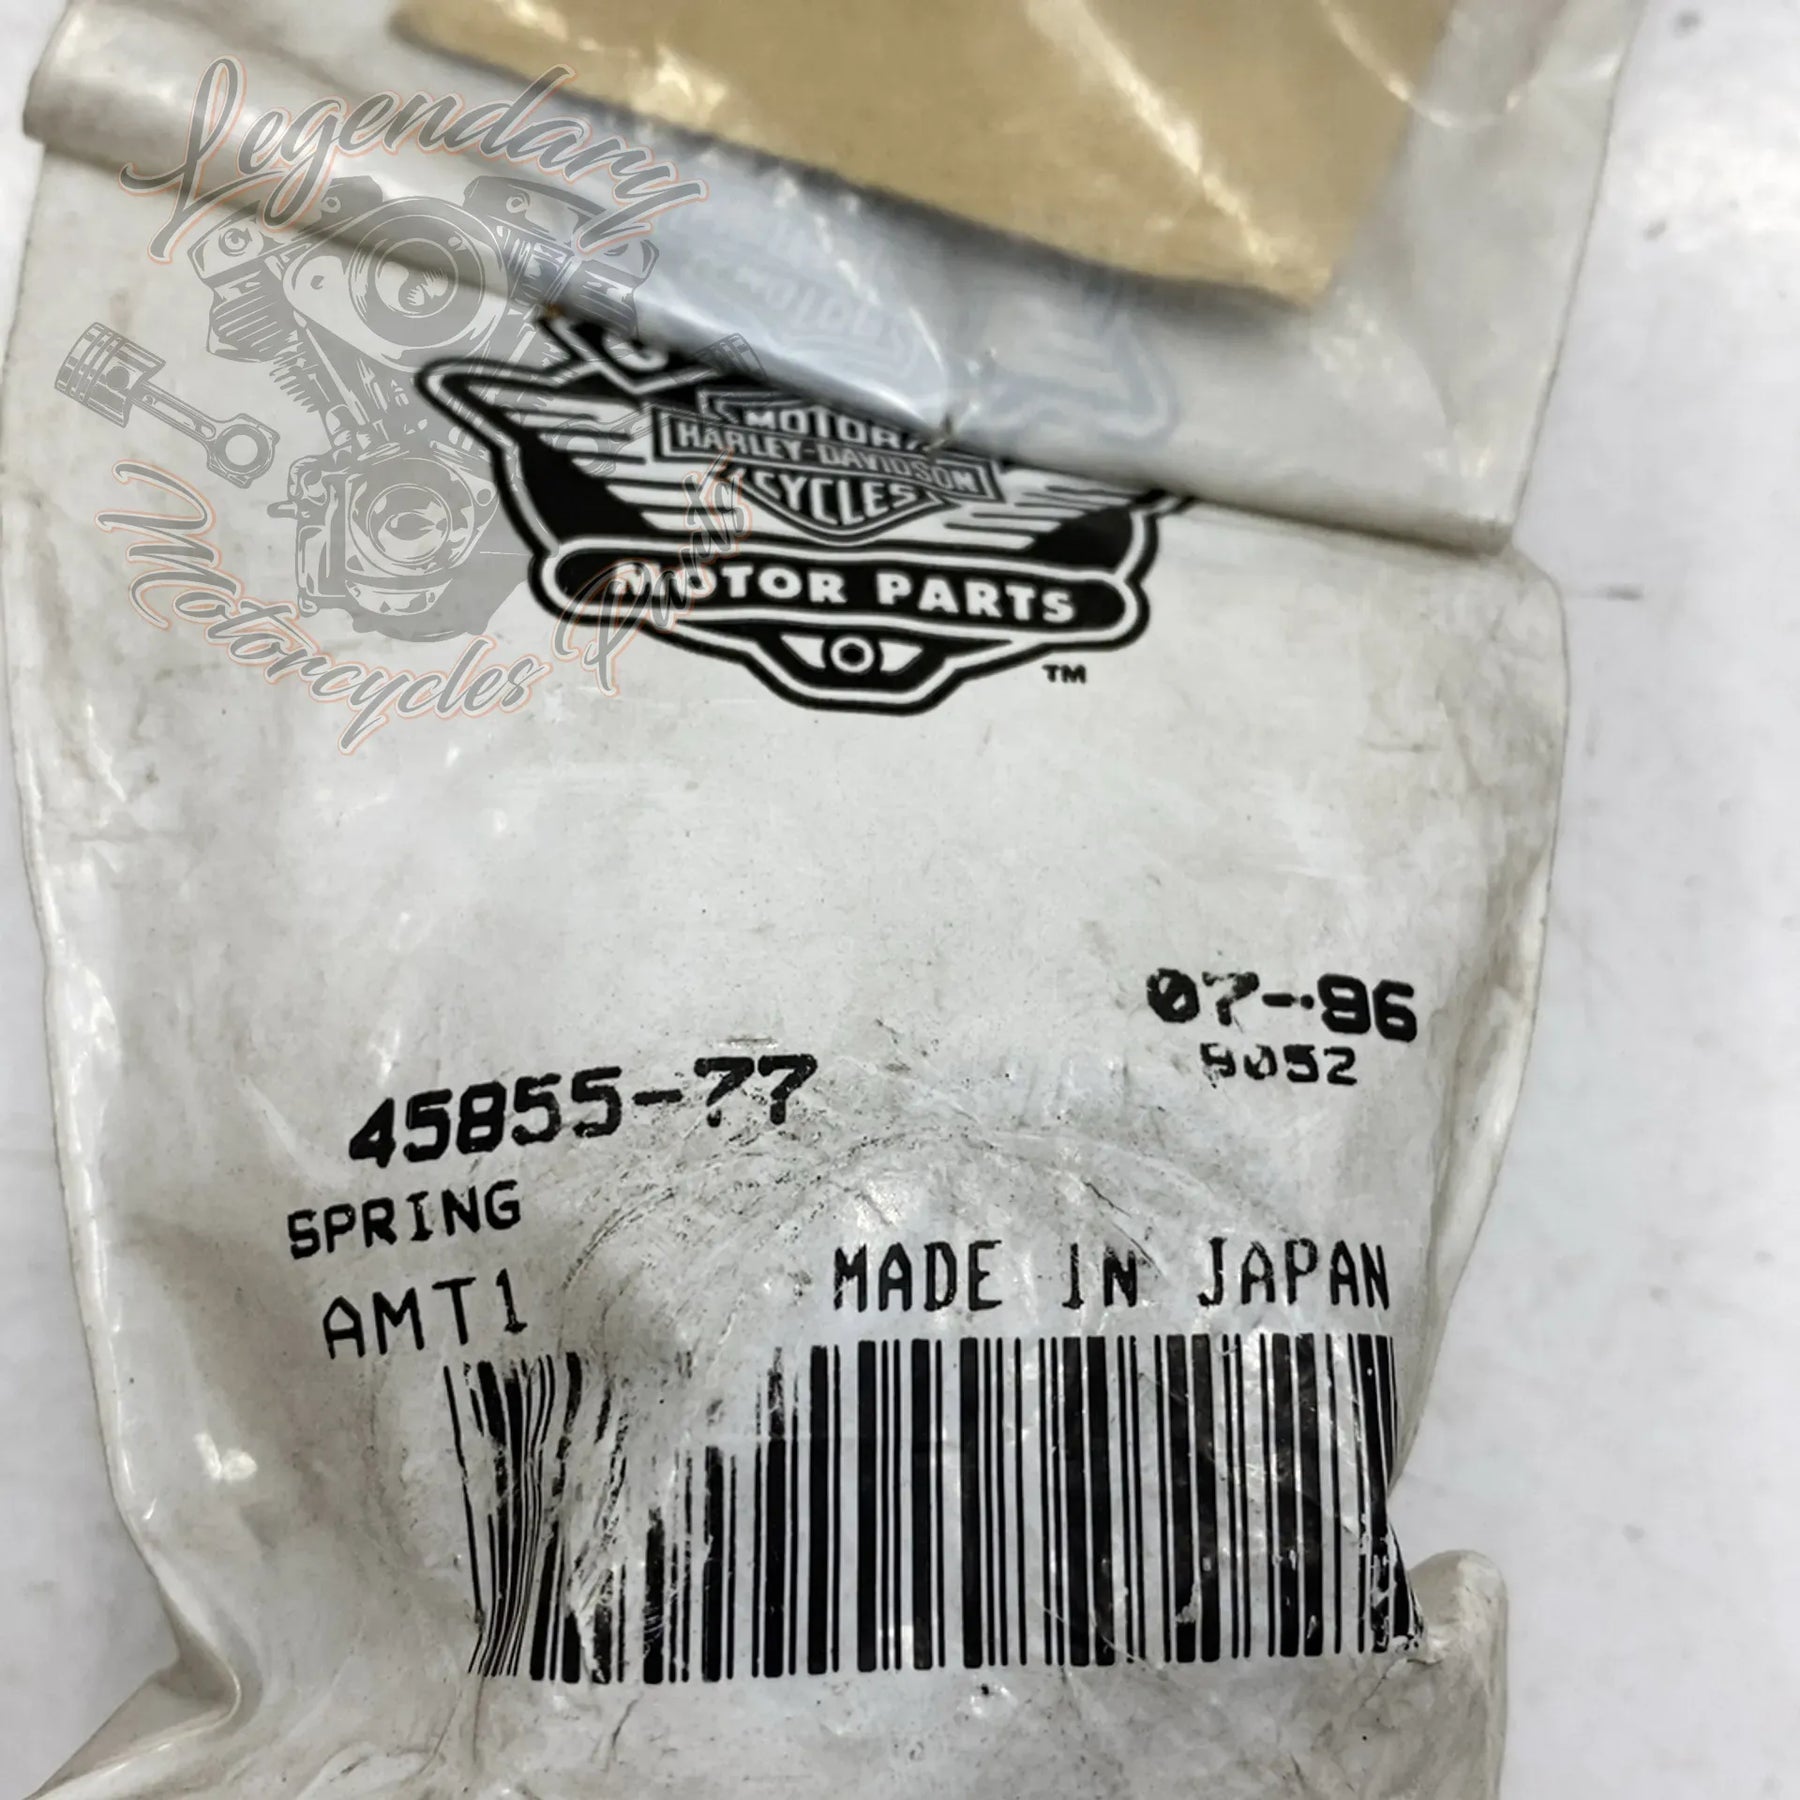 Legendary
Motorcycles Parts
MOTOR
HARLEY-DAVIDSON
CYCLES
MOTOR PARTS
TM
07-96
9052
45855-77
SPRING
MADE IN JAPAN
AMT1